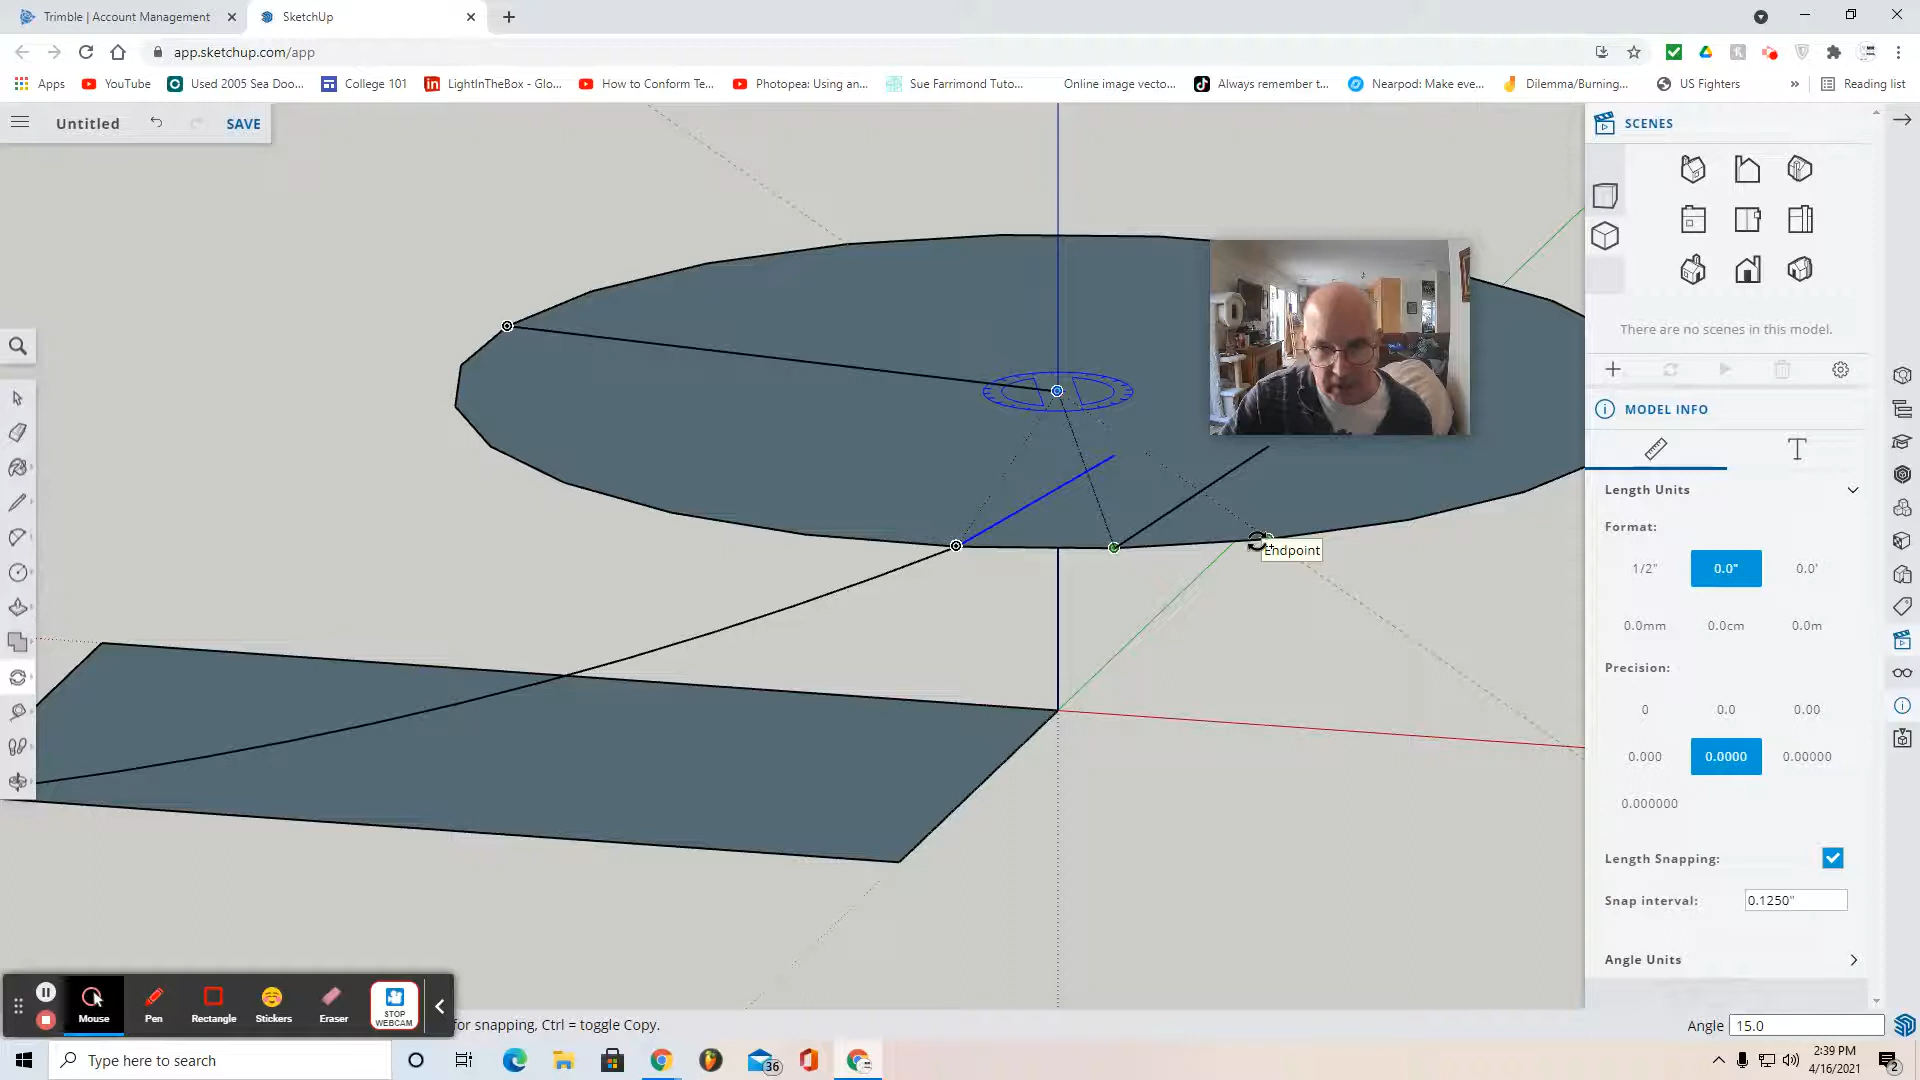 Trimble | Account Management
SketchUp
app.sketchup.com/app
Apps
YouTube
Used 2005 Sea Doo...
College 101
LightInTheBox - Glo...
How to Conform Te...
Photopea: Using an...
Sue Farrimond Tuto...
Online image vecto...
Always remember t...
Nearpod: Make eve...
Dilemma/Burning...
US Fighters
»
Reading list
Untitled
SAVE
SCENES
There are no scenes in this model.
MODEL INFO
Length Units
Format:
1/2" 0.0" 0.0'
0.0mm 0.0cm 0.0m
Precision:
0 0.0 0.00
0.000 0.0000 0.00000
0.000000
Length Snapping:
Snap interval: 0.1250"
Angle Units
Endpoint
Mouse
Pen
Rectangle
Stickers
Eraser
STOP
WEBCAM
for snapping, Ctrl = toggle Copy.
Angle 15.0
Type here to search
36
2:39 PM
4/16/2021
2